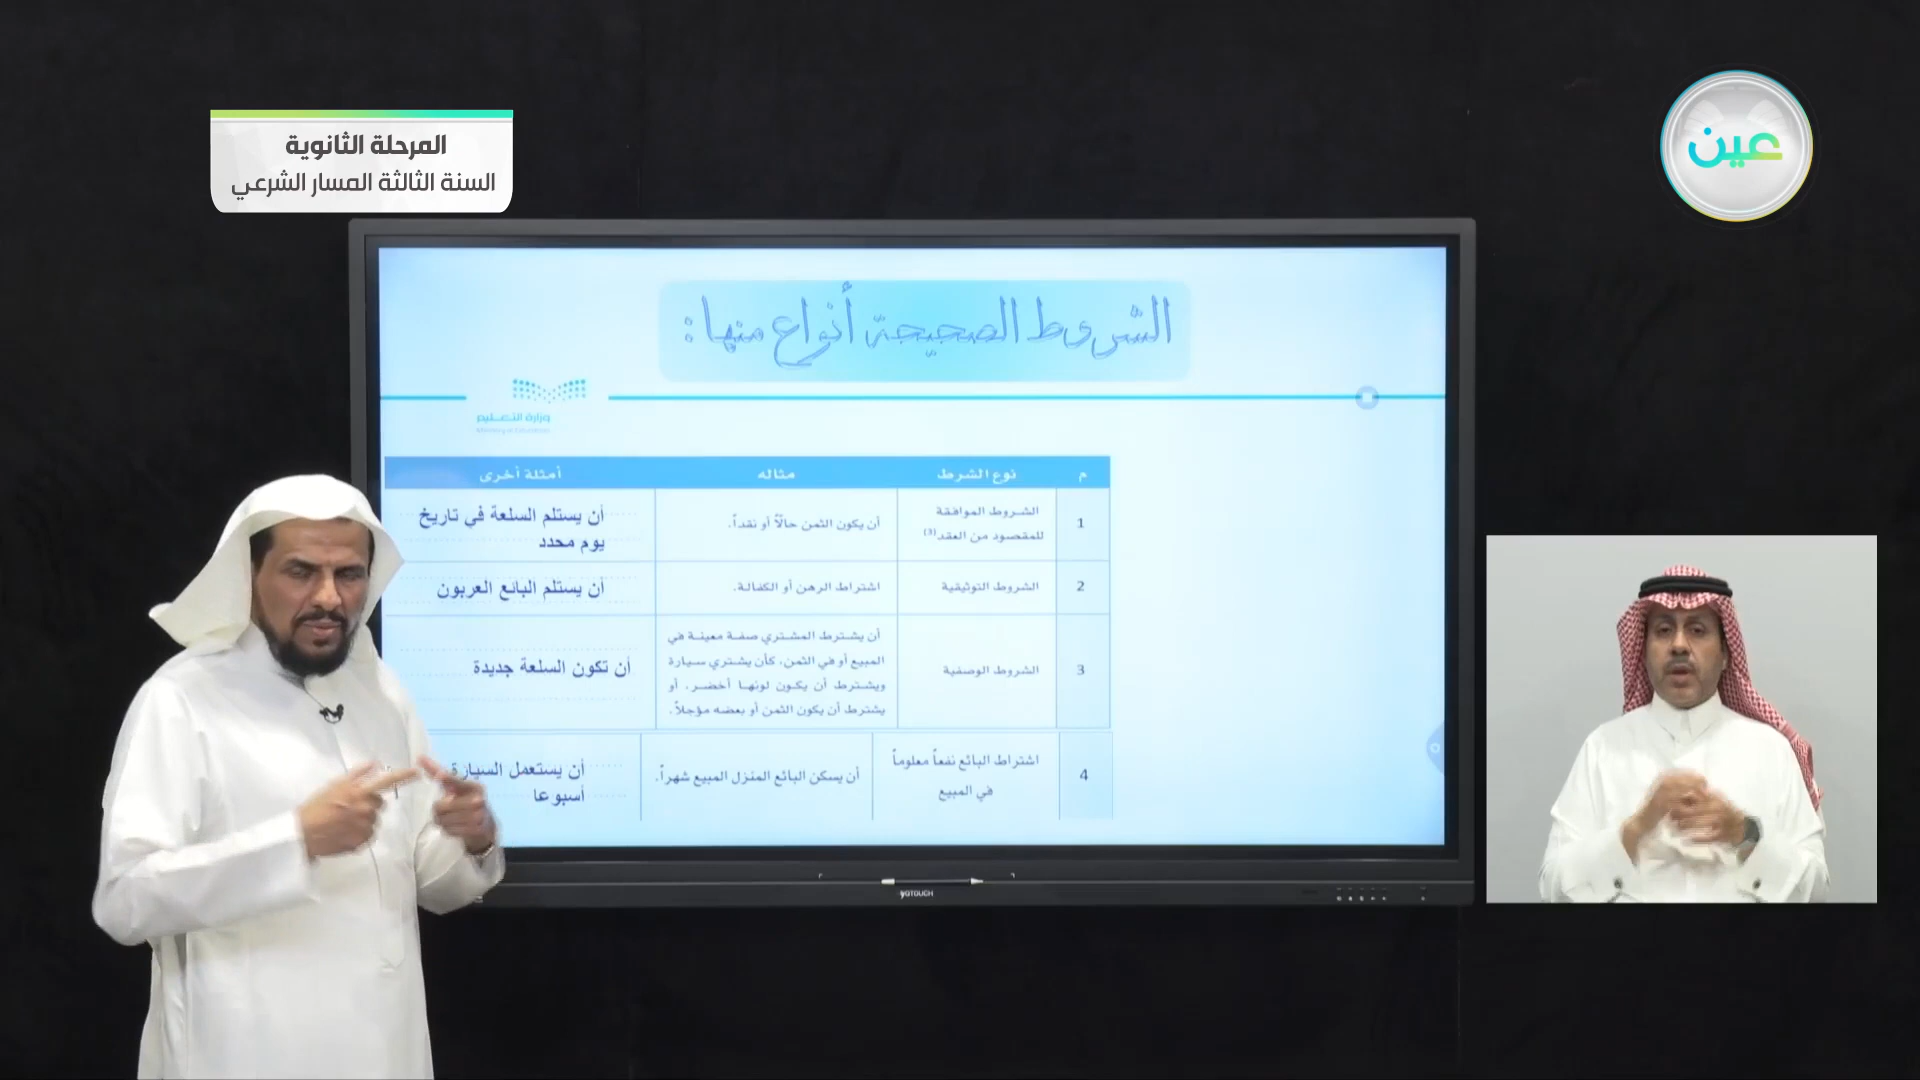 المرحلة الثانوية
السنة الثالثة المسار الشرعي
عين
الشروط الصحيحة أنواع منها:
وزارة التعليم
م
نوع الشرط
مثاله
أمثلة أخرى
1
الشروط الموافقة
للمقصود من العقد(3)
أن يكون الثمن حالّاً أو نقداً.
أن يستلم السلعة في تاريخ
يوم محدد
2
الشروط التوثيقية
اشتراط الرهن أو الكفالة.
أن يستلم البائع العربون
3
الشروط الوصفية
أن يشترط المشتري صفة معينة في
المبيع أو في الثمن، كأن يشتري سيارة
ويشترط أن يكون لونها أخضر، أو
يشترط أن يكون الثمن أو بعضه مؤجلاً.
أن تكون السلعة جديدة
4
اشتراط البائع نفعاً معلوماً
في المبيع
أن يسكن البائع المنزل المبيع شهراً.
أن يستعمل السيارة
أسبوعا